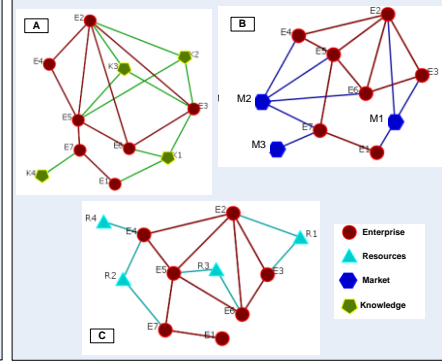 A
E2
K2
K3
E4
E3
E5
E6
E7
K1
K4
E1
B
E2
E4
E5
E3
M2
E6
M1
E7
M3
E1
R4
E2
E4
R1
E5
R3
E3
R2
E6
C
E7
E1
Enterprise
Resources
Market
Knowledge